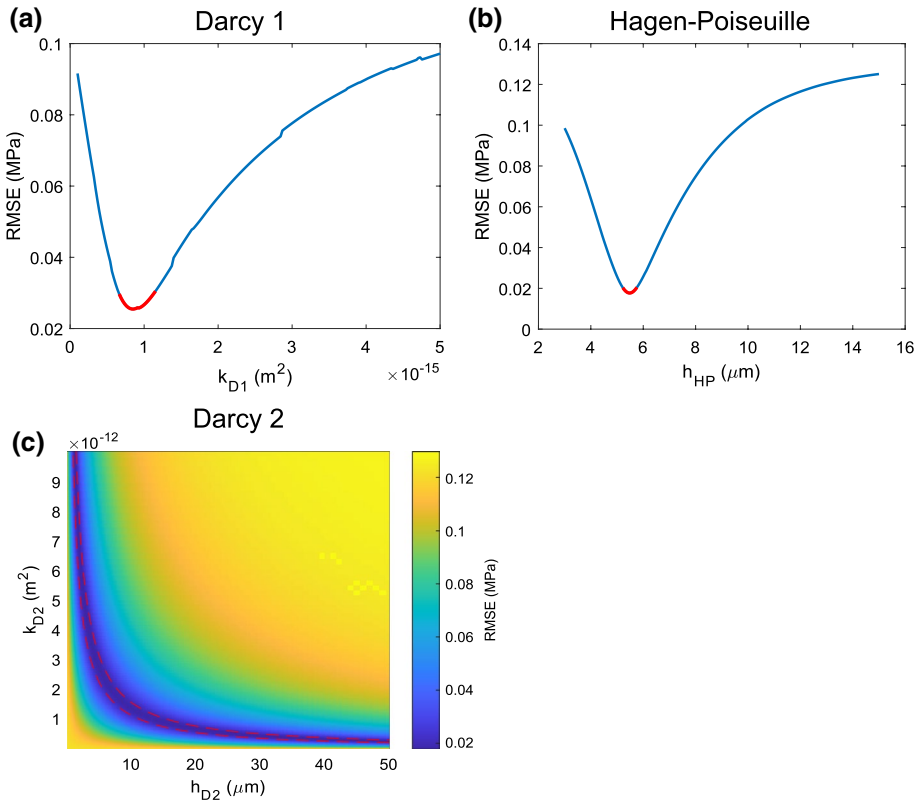 (a)
Darcy 1
RMSE (MPa)
0.1
0.08
0.06
0.04
0.02
0 1 2 3 4 5
k_D1 (m²)
×10⁻¹⁵
(b)
Hagen-Poiseuille
RMSE (MPa)
0.14
0.12
0.1
0.08
0.06
0.04
0.02
0
2 4 6 8 10 12 14 16
h_HP (μm)
(c)
Darcy 2
×10⁻¹²
k_D2 (m²)
9
8
7
6
5
4
3
2
1
10 20 30 40 50
h_D2 (μm)
0.12
0.1
0.08
0.06
0.04
0.02
RMSE (MPa)